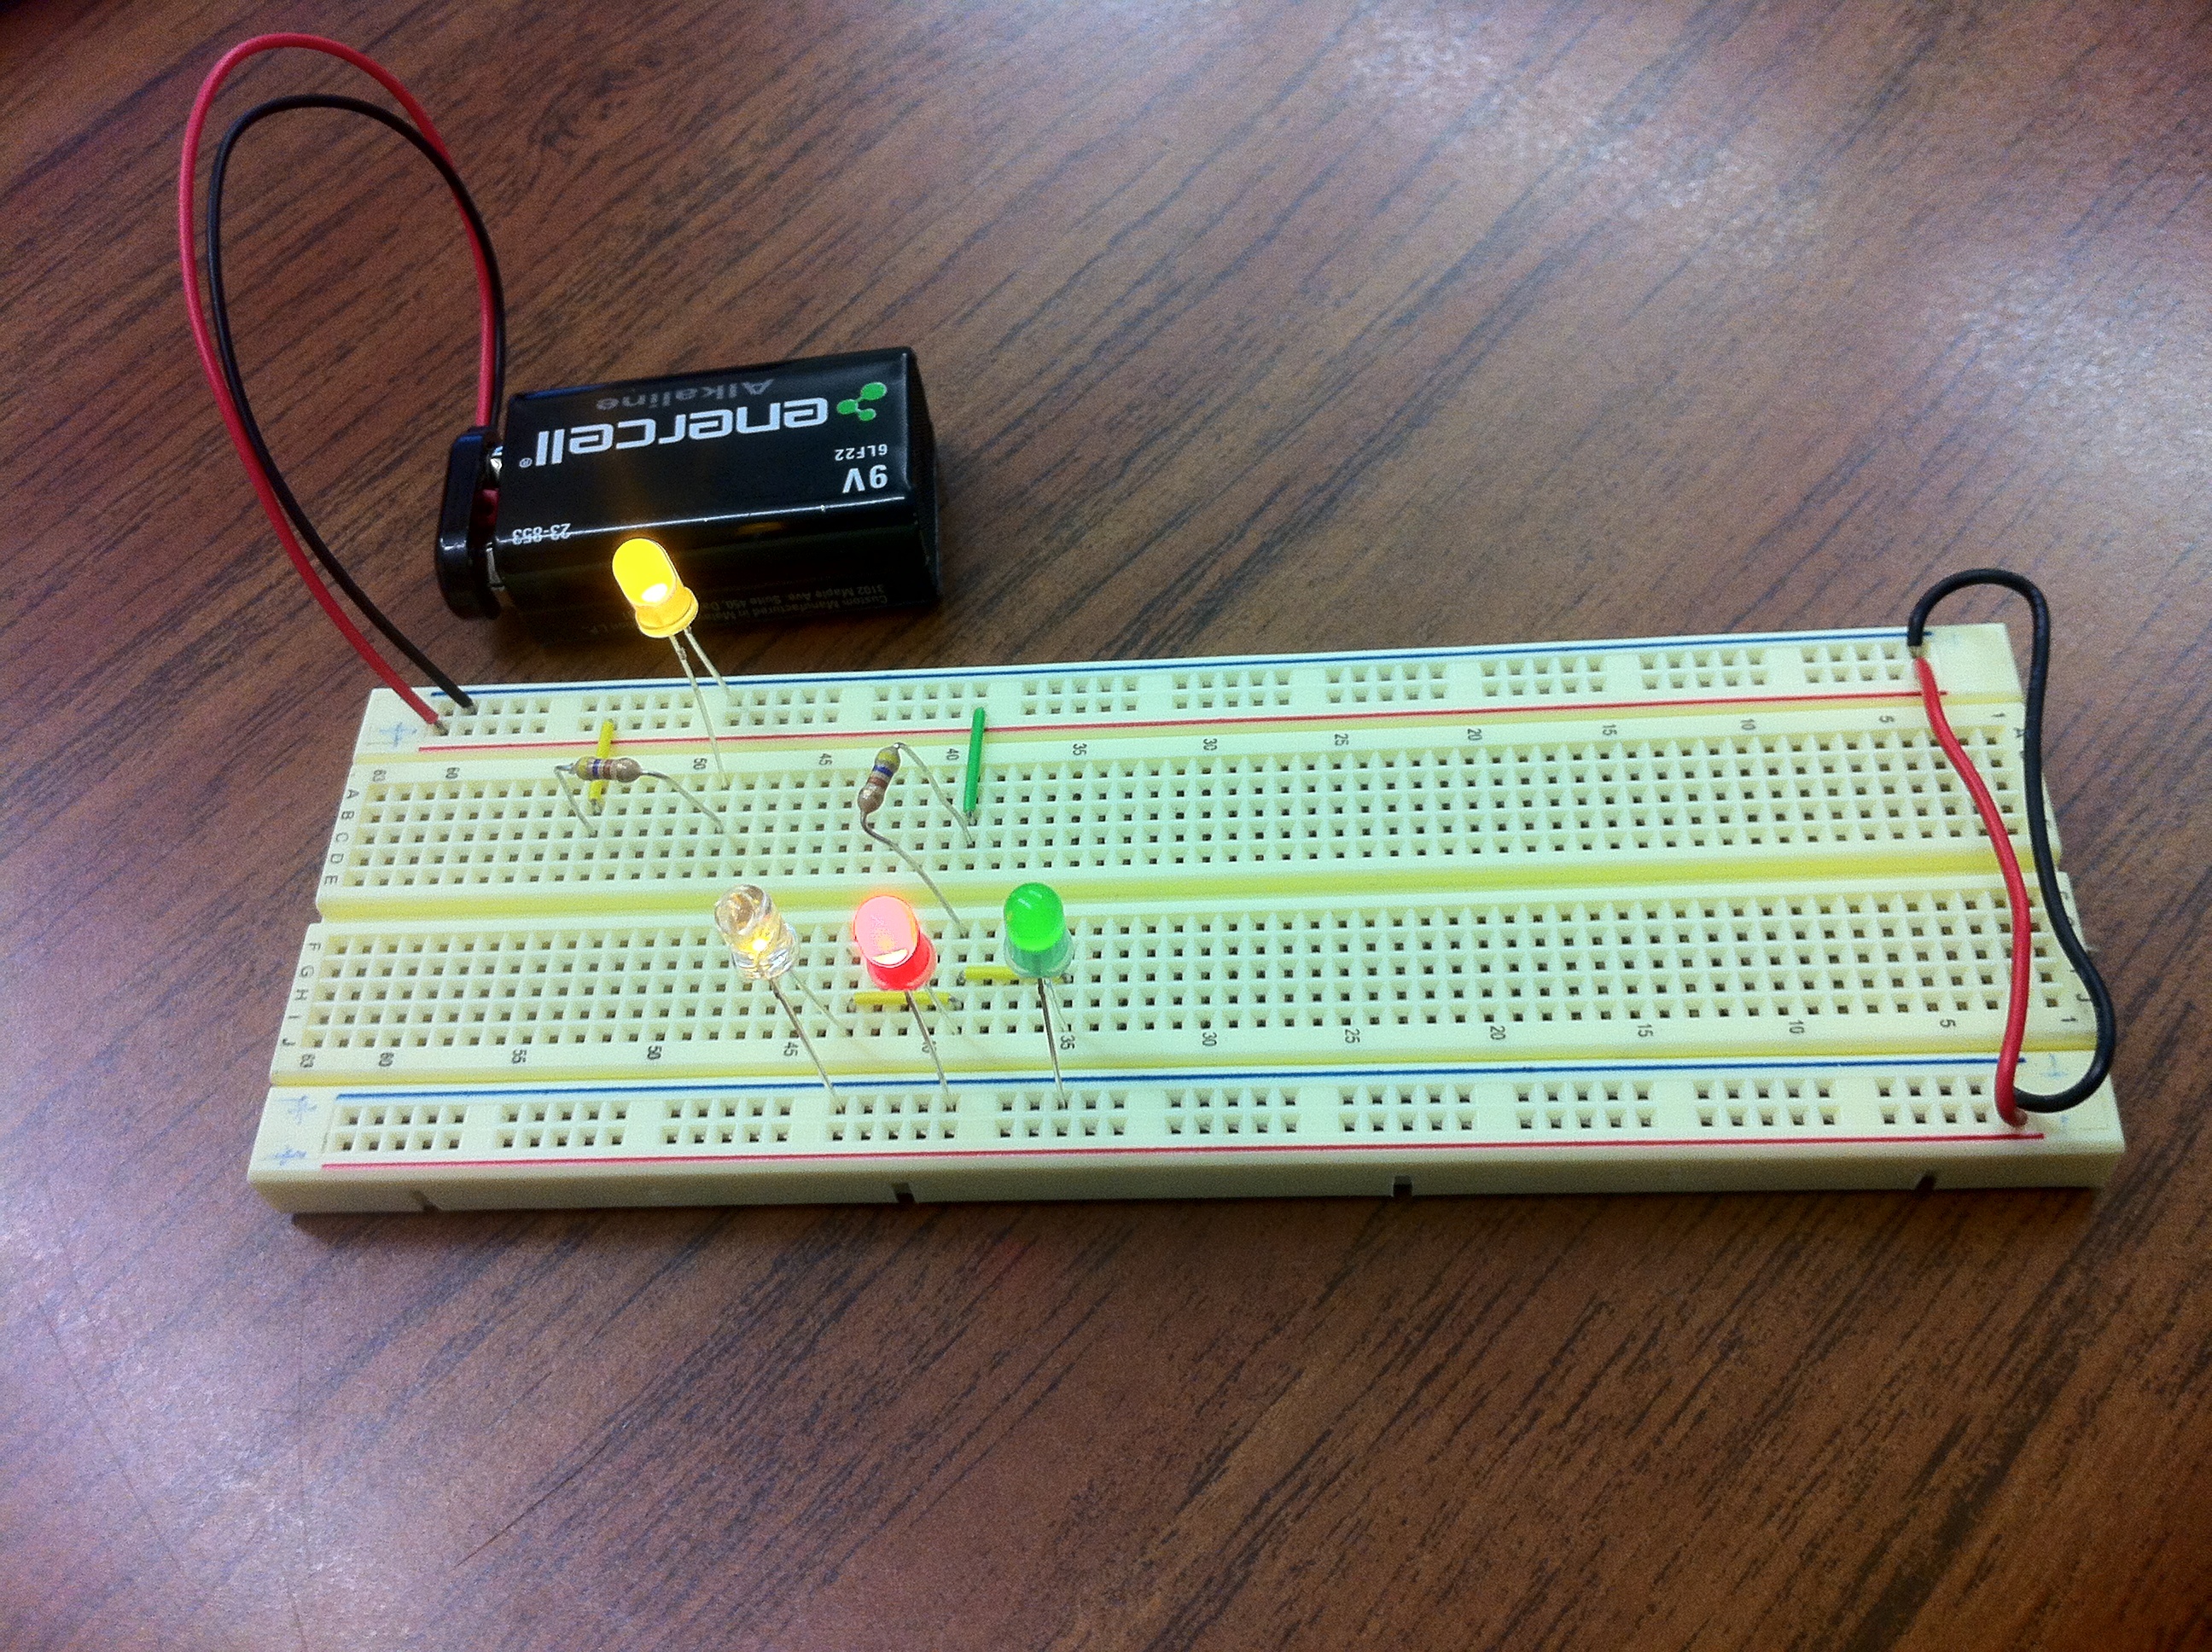 Alkaline
enercell®
6LF22
9V
23-853
Custom Manufactured in
3102 Maple Ave. Suite 450, Da
63 60 50 45 40 35 30 25 20 15 10 5 1
A
B
C
D
E
F
G
H
I
J
63 60 55 50 45 35 30 25 20 15 10 5 1